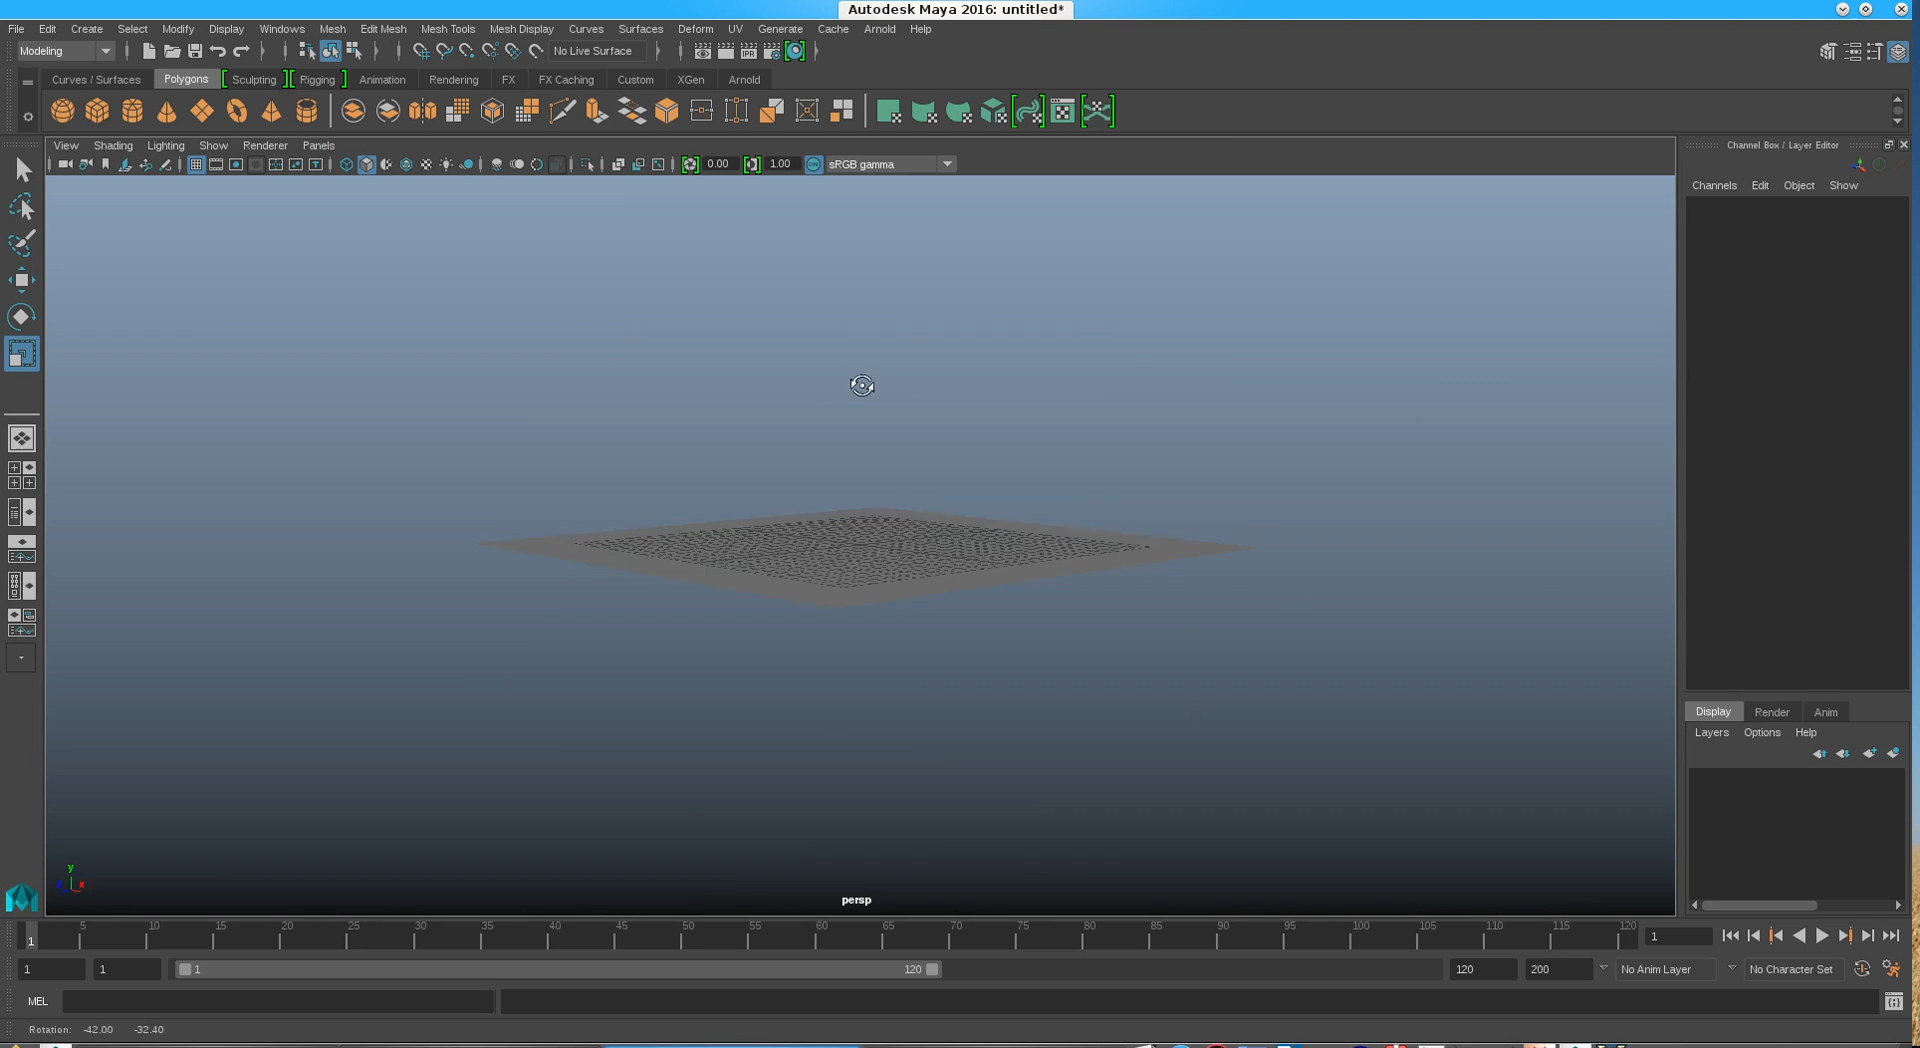 Autodesk Maya 2016: untitled*
File Edit Create Select Modify Display Windows Mesh Edit Mesh Mesh Tools Mesh Display Curves Surfaces Deform UV Generate Cache Arnold Help
Modeling No Live Surface IPR
Curves / Surfaces Polygons Sculpting Rigging Animation Rendering FX FX Caching Custom XGen Arnold
View Shading Lighting Show Renderer Panels
0.00 1.00 ON sRGB gamma
Channel Box / Layer Editor
Channels Edit Object Show
Display Render Anim
Layers Options Help
y
x
persp
1 5 10 15 20 25 30 35 40 45 50 55 60 65 70 75 80 85 90 95 100 105 110 115 120 1
1 1 1 120 120 200 No Anim Layer No Character Set
MEL
Rotation: -42.00 -32.40